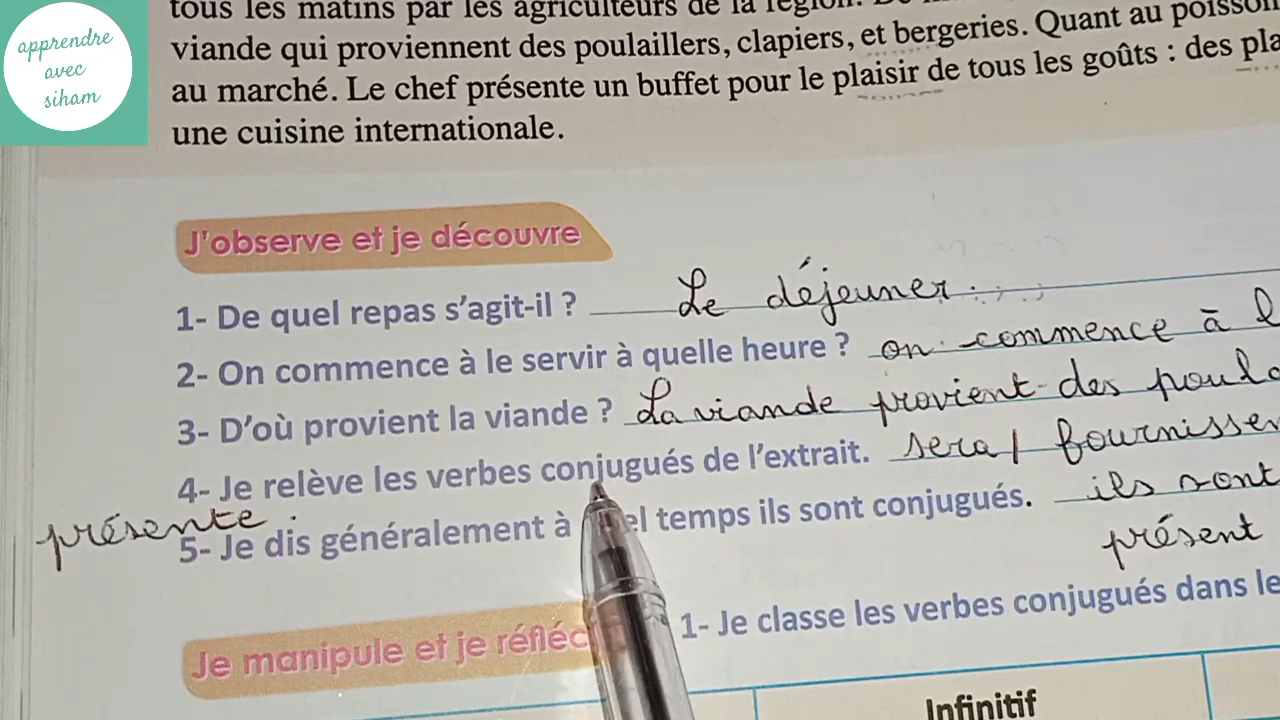 apprendre
avec
siham
tous les matins par les agriculteurs de la région.
viande qui proviennent des poulaillers, clapiers, et bergeries. Quant au poisson
au marché. Le chef présente un buffet pour le plaisir de tous les goûts : des pla
une cuisine internationale.
J'observe et je découvre
1- De quel repas s'agit-il ? Le déjeuner.
2- On commence à le servir à quelle heure ? on commence à l
3- D'où provient la viande ? La viande provient des poula
4- Je relève les verbes conjugués de l'extrait. sera / fournissen
présente.
5- Je dis généralement à temps ils sont conjugués. ils sont
présent
Je manipule et je 1- Je classe les verbes conjugués dans le
Infinitif